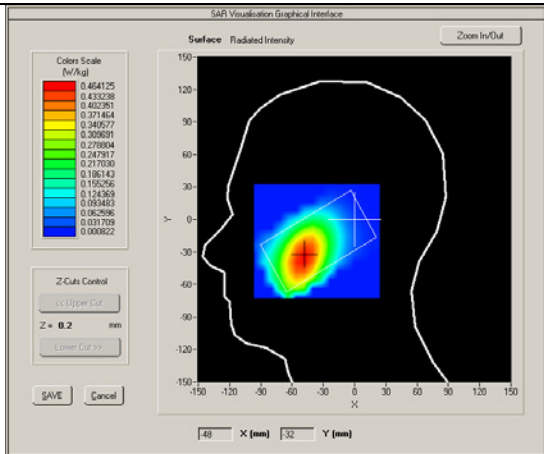 SAR Visualisation Graphical Interface
Surface Radiated Intensity
Zoom In/Out
Colors Scale
(W/kg)
0.464125
0.433238
0.402351
0.371464
0.340577
0.309691
0.278804
0.247917
0.217030
0.186143
0.155256
0.124369
0.093483
0.062596
0.031709
0.000822
Z-Cuts Control
<< Upper Cut
Z = 0.2 mm
Lower Cut >>
SAVE Cancel
150
120
90
60
30
0
-30
-60
-90
-120
-150
Y
-150 -120 -90 -60 -30 0 30 60 90 120 150
X
-48 X (mm) -32 Y (mm)